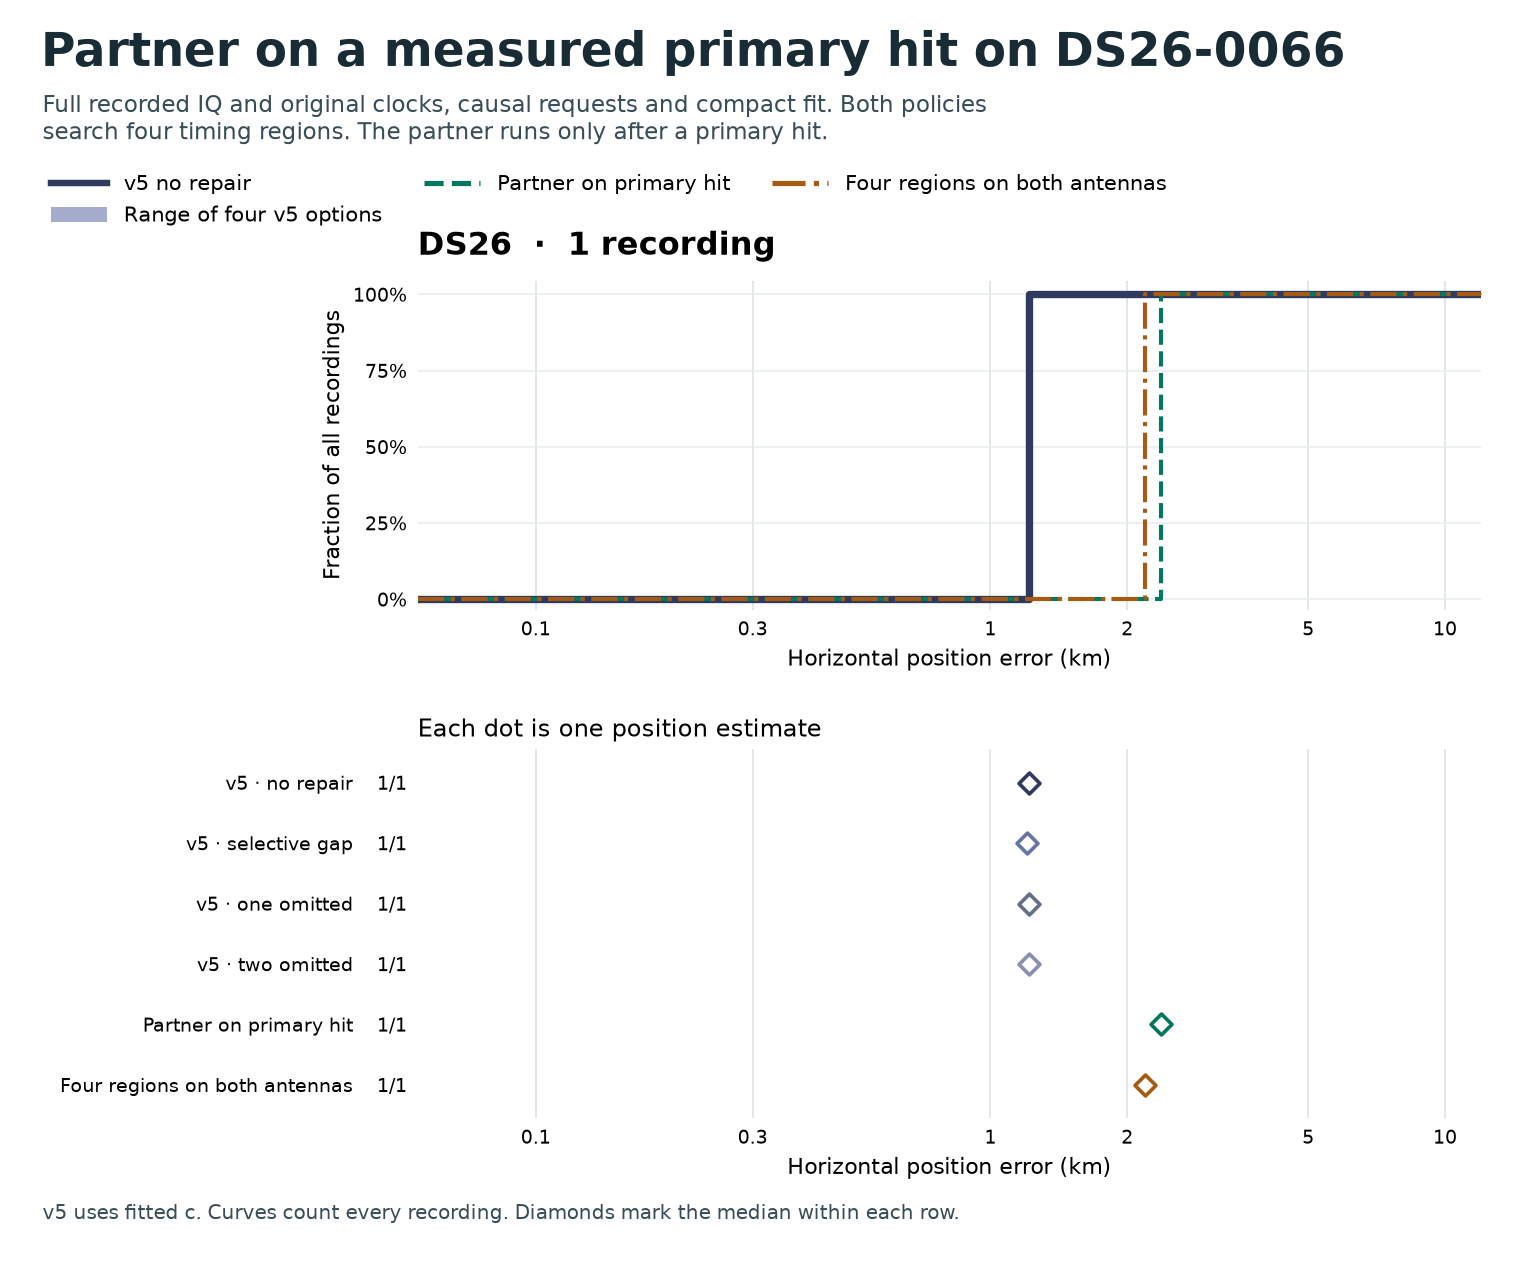 Partner on a measured primary hit on DS26-0066
Full recorded IQ and original clocks, causal requests and compact fit. Both policies
search four timing regions. The partner runs only after a primary hit.
v5 no repair
Partner on primary hit
Four regions on both antennas
Range of four v5 options
DS26 · 1 recording
Fraction of all recordings
100%
75%
50%
25%
0%
0.1 0.3 1 2 5 10
Horizontal position error (km)
Each dot is one position estimate
v5 · no repair 1/1
v5 · selective gap 1/1
v5 · one omitted 1/1
v5 · two omitted 1/1
Partner on primary hit 1/1
Four regions on both antennas 1/1
0.1 0.3 1 2 5 10
Horizontal position error (km)
v5 uses fitted c. Curves count every recording. Diamonds mark the median within each row.